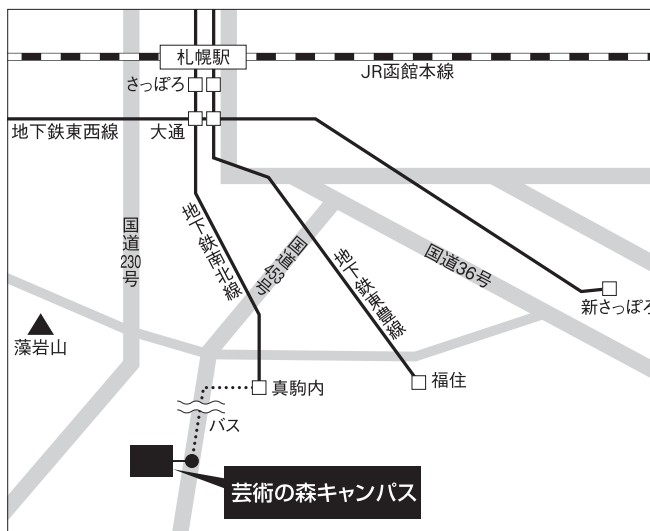 札幌駅
JR函館本線
さっぽろ
地下鉄東西線
大通
国道230号
地下鉄南北線
国道453号
地下鉄東豊線
国道36号
新さっぽろ
藻岩山
真駒内
福住
バス
芸術の森キャンパス